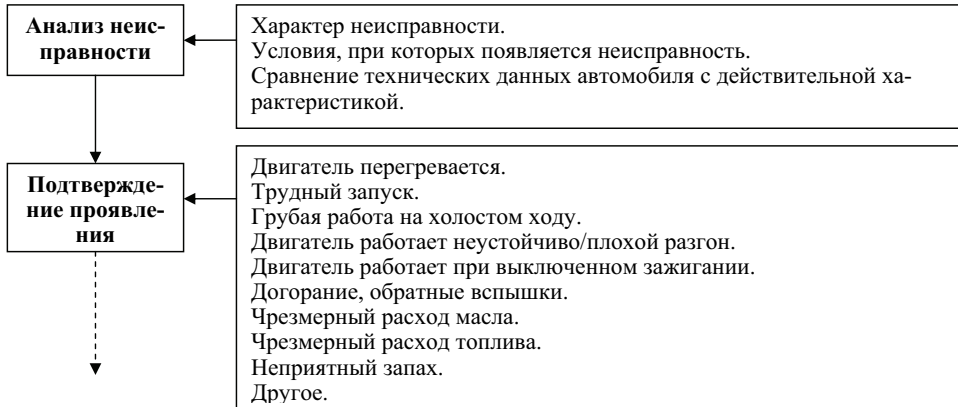 Анализ неис-
правности
Характер неисправности.
Условия, при которых появляется неисправность.
Сравнение технических данных автомобиля с действительной ха-
рактеристикой.
Подтвержде-
ние проявле-
ния
Двигатель перегревается.
Трудный запуск.
Грубая работа на холостом ходу.
Двигатель работает неустойчиво/плохой разгон.
Двигатель работает при выключенном зажигании.
Догорание, обратные вспышки.
Чрезмерный расход масла.
Чрезмерный расход топлива.
Неприятный запах.
Другое.